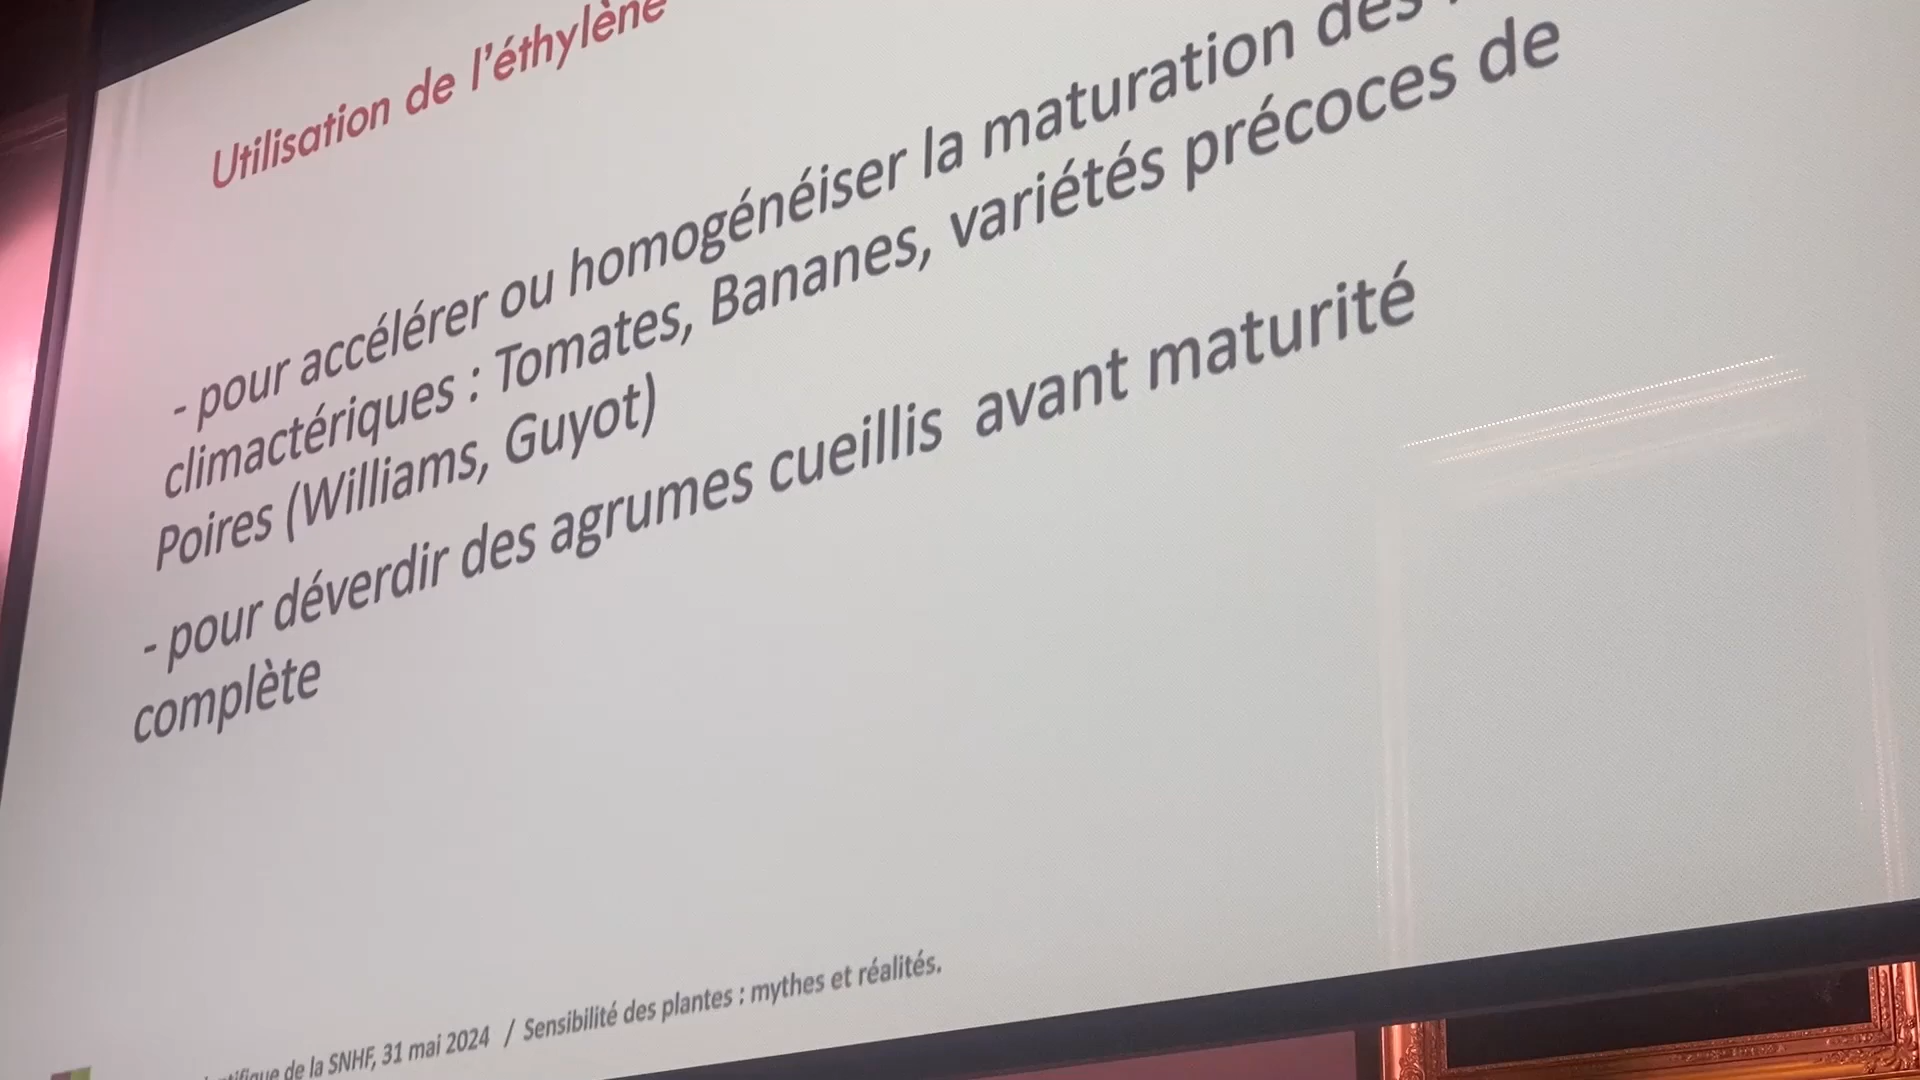 Utilisation de l'éthylène
- pour accélérer ou homogénéiser la maturation des
climactériques : Tomates, Bananes, variétés précoces de
Poires (Williams, Guyot)
- pour déverdir des agrumes cueillis avant maturité
complète
de la SNHF, 31 mai 2024 / Sensibilité des plantes : mythes et réalités.